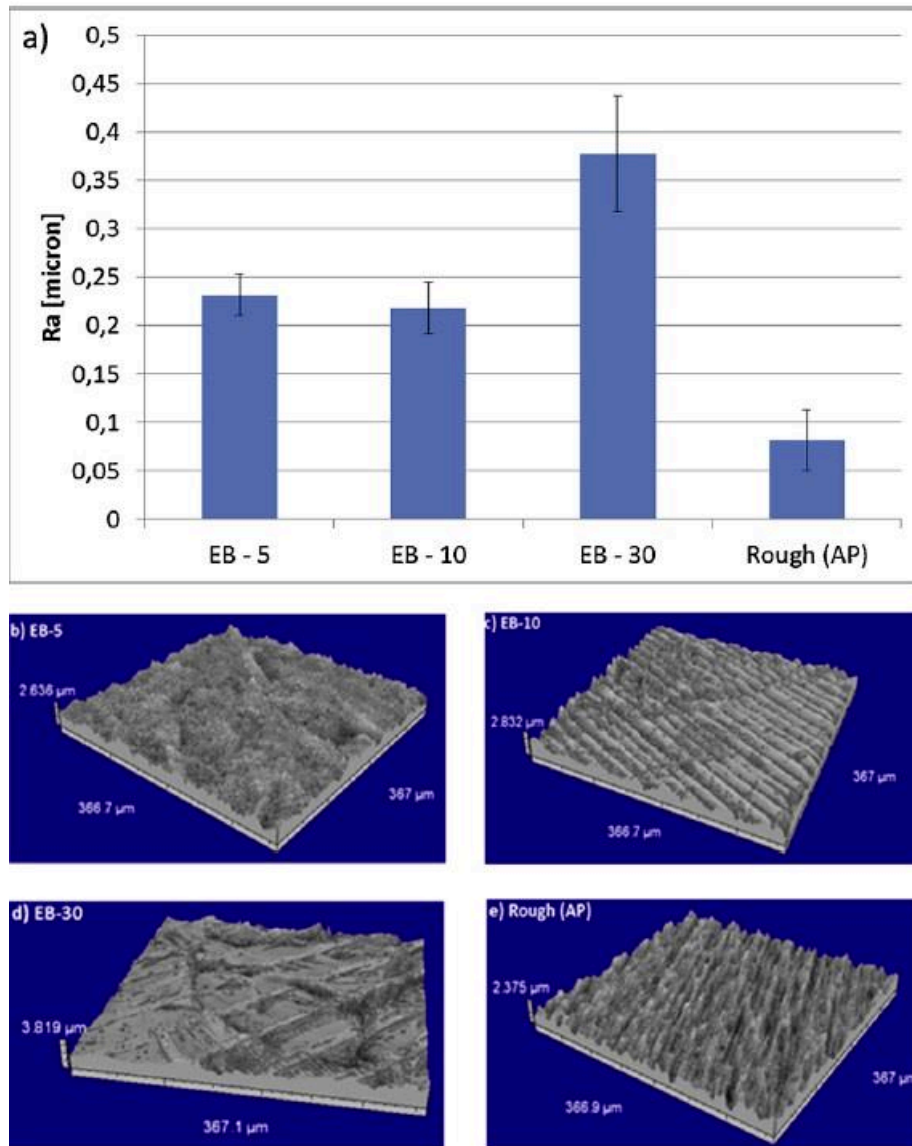 a)
0,5
0,45
0,4
0,35
0,3
0,25
0,2
0,15
0,1
0,05
0
Ra [micron]
EB - 5 EB - 10 EB - 30 Rough (AP)
b) EB-5
2.636 µm
366.7 µm
367 µm
c) EB-10
2.832 µm
366.7 µm
367 µm
d) EB-30
3.819 µm
367.1 µm
e) Rough (AP)
2.375 µm
366.9 µm
367 µm